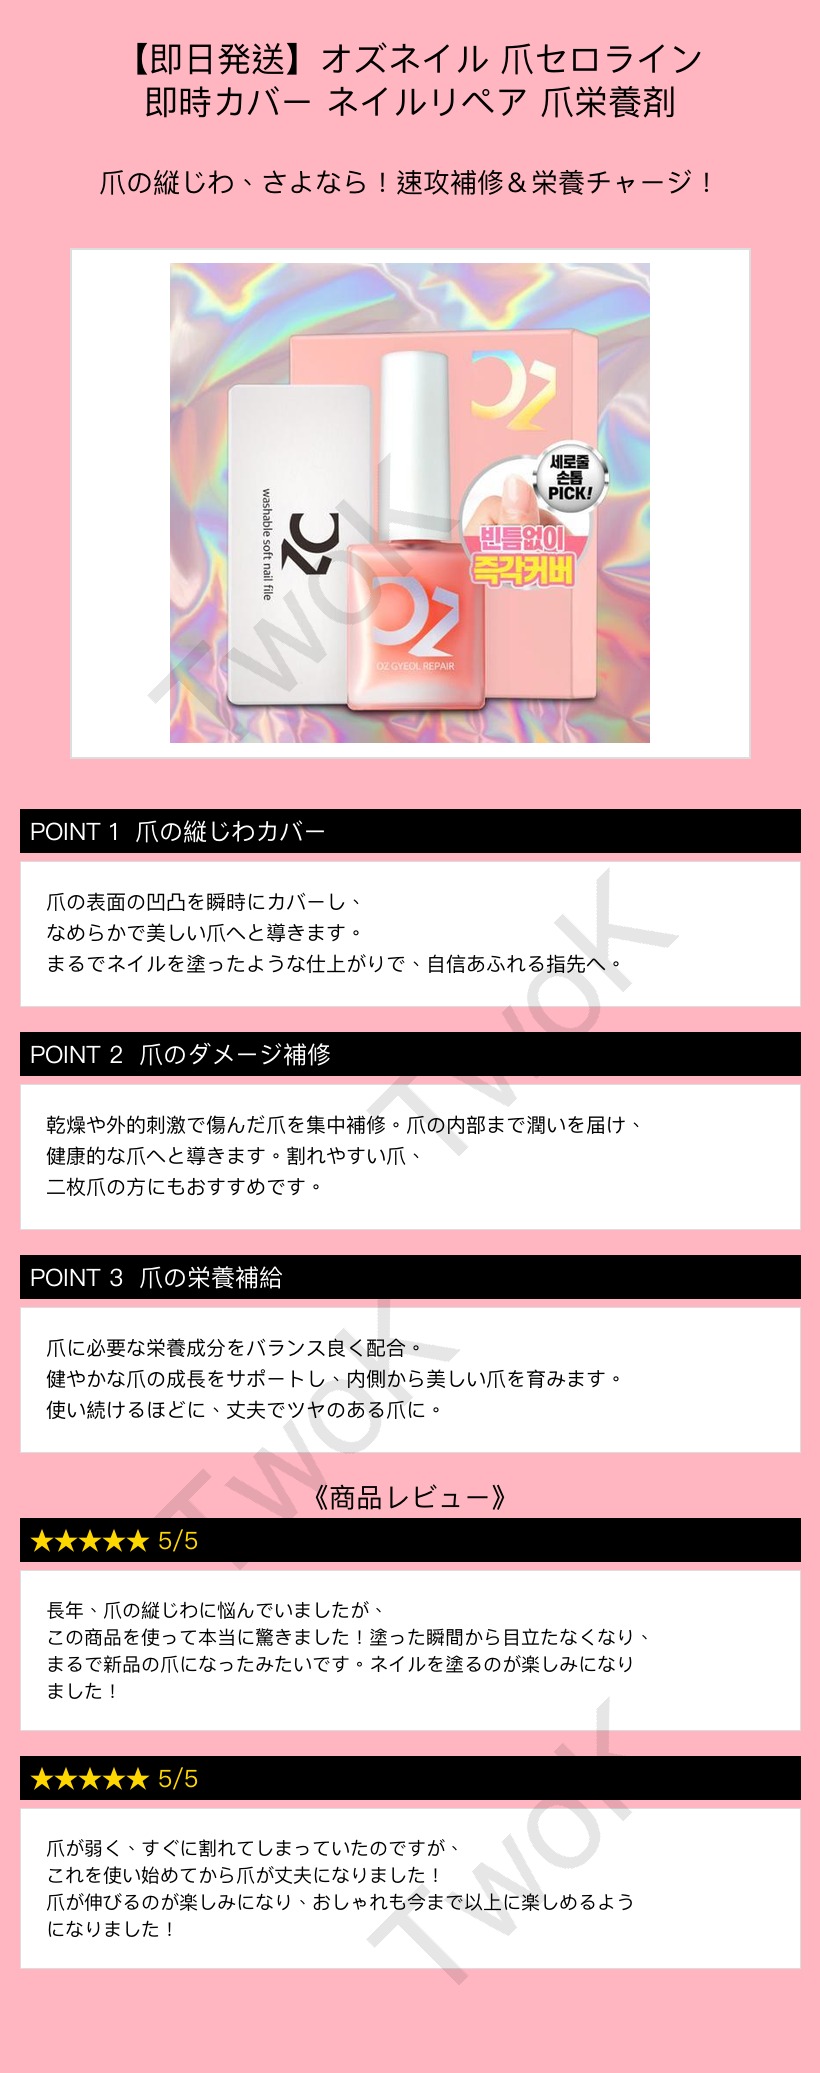 【即日発送】オズネイル 爪セロライン
即時カバー ネイルリペア 爪栄養剤
爪の縦じわ、さよなら！速攻補修＆栄養チャージ！
OZ
세로줄
손톱
PICK!
빈틈없이
즉각커버
washable soft nail file
OZ
OZ
OZ GYEOL REPAIR
TwoK
POINT 1 爪の縦じわカバー
爪の表面の凹凸を瞬時にカバーし、
なめらかで美しい爪へと導きます。
まるでネイルを塗ったような仕上がりで、自信あふれる指先へ。
TwoK
POINT 2 爪のダメージ補修
乾燥や外的刺激で傷んだ爪を集中補修。爪の内部まで潤いを届け、
健康的な爪へと導きます。割れやすい爪、
二枚爪の方にもおすすめです。
POINT 3 爪の栄養補給
爪に必要な栄養成分をバランス良く配合。
健やかな爪の成長をサポートし、内側から美しい爪を育みます。
使い続けるほどに、丈夫でツヤのある爪に。
TwoK
《商品レビュー》
★★★★★ 5/5
長年、爪の縦じわに悩んでいましたが、
この商品を使って本当に驚きました！塗った瞬間から目立たなくなり、
まるで新品の爪になったみたいです。ネイルを塗るのが楽しみになり
ました！
★★★★★ 5/5
爪が弱く、すぐに割れてしまっていたのですが、
これを使い始めてから爪が丈夫になりました！
爪が伸びるのが楽しみになり、おしゃれも今まで以上に楽しめるよう
になりました！
TwoK